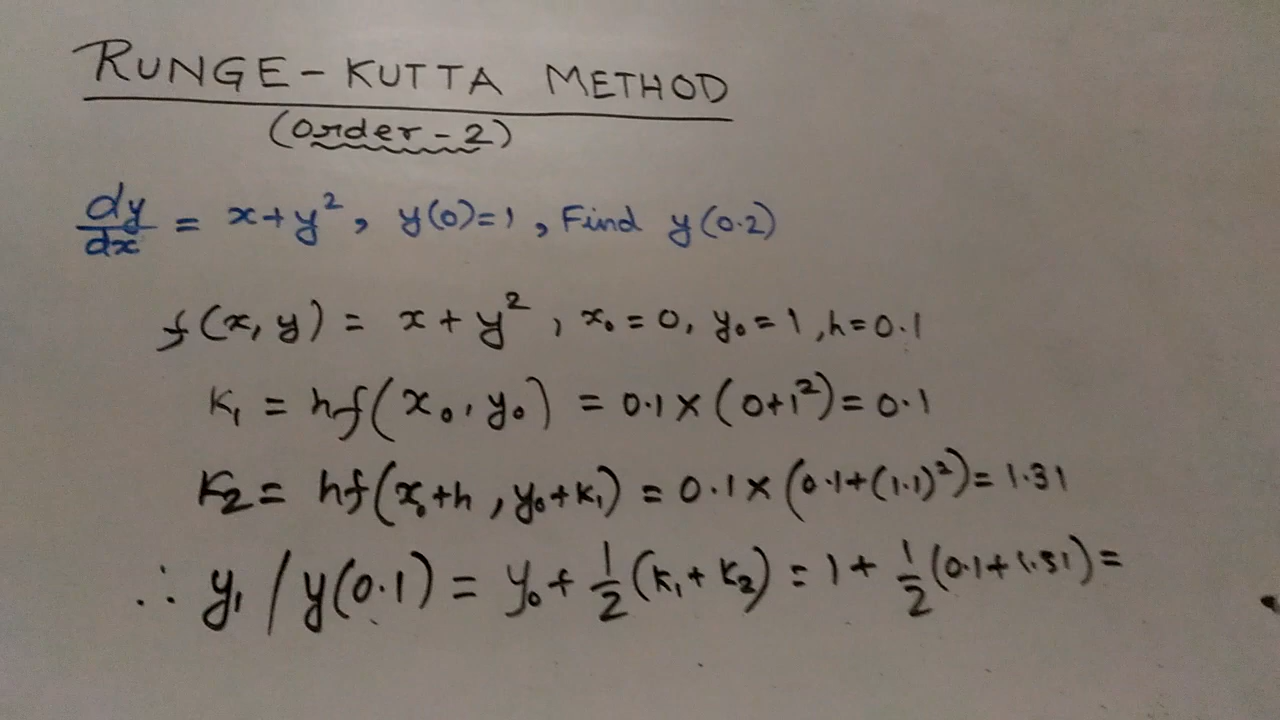 RUNGE-KUTTA METHOD
(order-2)
dy/dx = x+y², y(0)=1, Find y(0.2)
f(x,y) = x+y², x₀=0, y₀=1, h=0.1
K₁ = hf(x₀, y₀) = 0.1×(0+1²)=0.1
K₂ = hf(x₀+h, y₀+K₁) = 0.1×(0.1+(1.1)²)= 1.31
∴ y₁ / y(0.1) = y₀+ 1/2 (K₁+K₂) = 1+ 1/2 (0.1+1.31)=